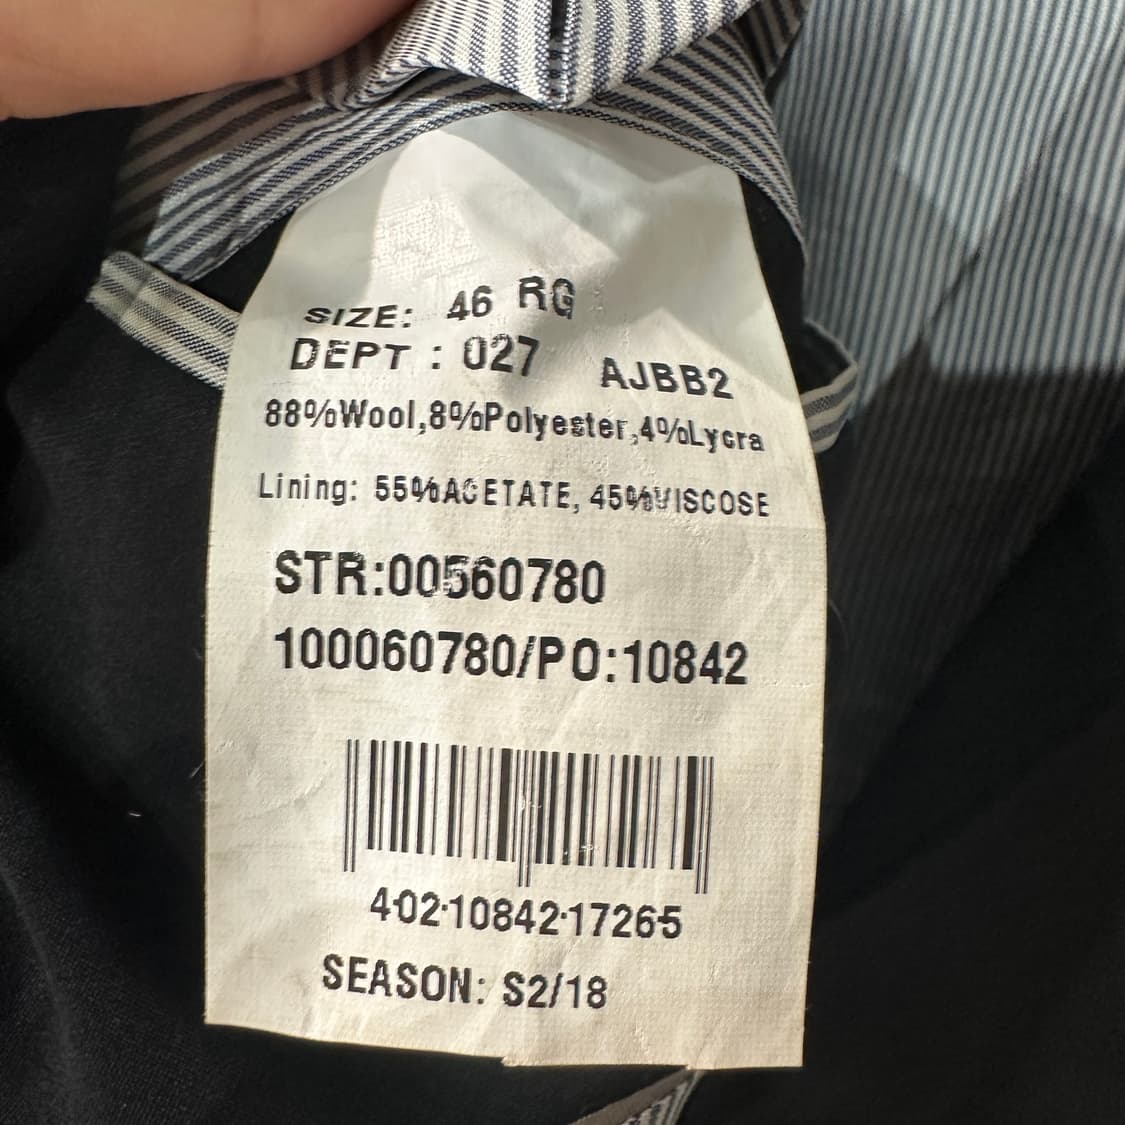 SIZE: 46 RG
DEPT : 027 AJBB2
88%Wool,8%Polyester,4%Lycra
Lining: 55%ACETATE, 45%VISCOSE
STR:00560780
100060780/PO:10842
4·02·10842·17265
SEASON: S2/18